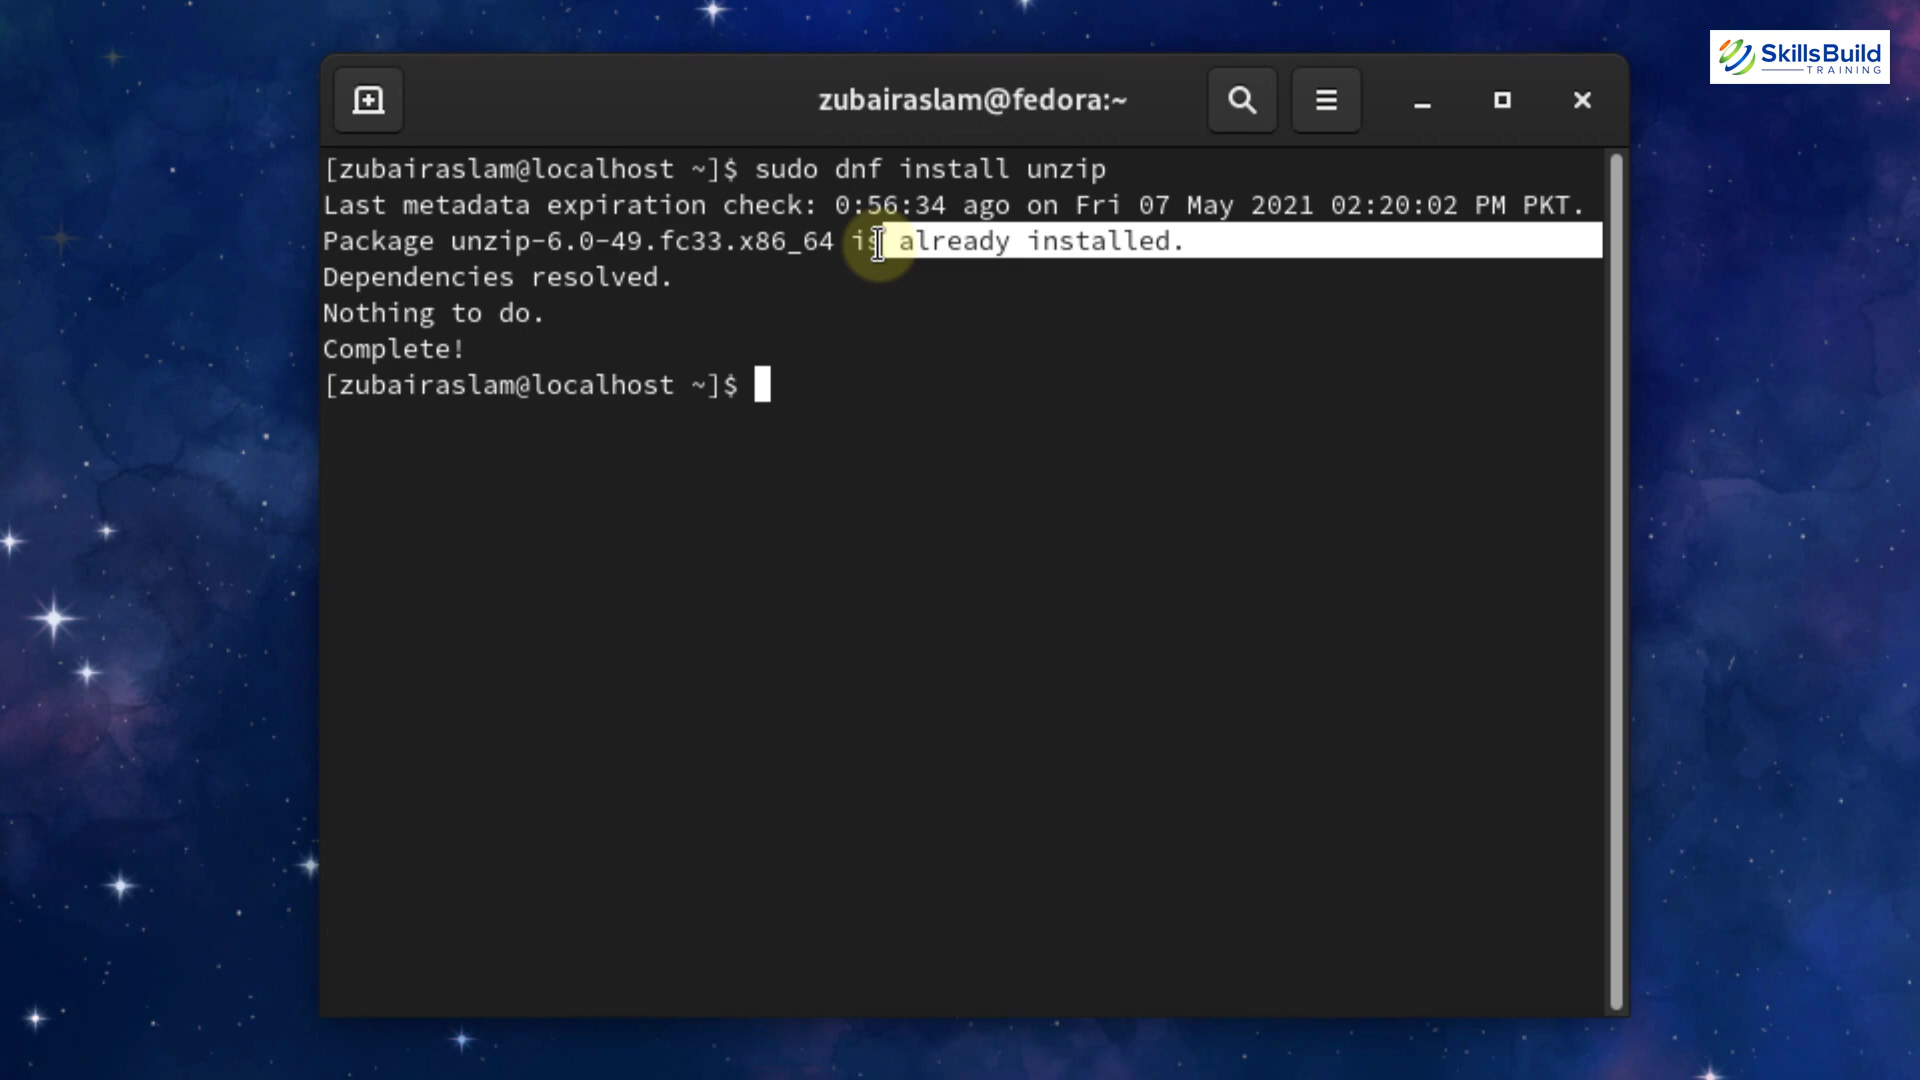 SkillsBuild
TRAINING
zubairaslam@fedora:~
[zubairaslam@localhost ~]$ sudo dnf install unzip
Last metadata expiration check: 0:56:34 ago on Fri 07 May 2021 02:20:02 PM PKT.
Package unzip-6.0-49.fc33.x86_64 is already installed.
Dependencies resolved.
Nothing to do.
Complete!
[zubairaslam@localhost ~]$